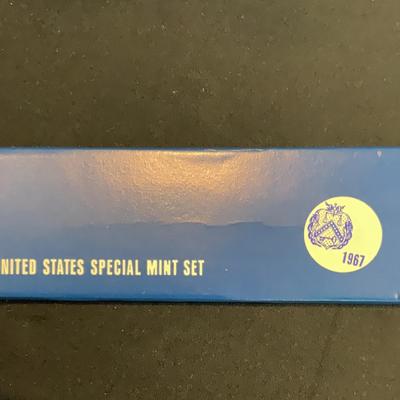 NITED STATES SPECIAL MINT SET
1967